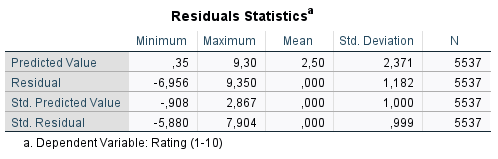 Residuals Statisticsa
Minimum Maximum Mean Std. Deviation N
Predicted Value ,35 9,30 2,50 2,371 5537
Residual -6,956 9,350 ,000 1,182 5537
Std. Predicted Value -,908 2,867 ,000 1,000 5537
Std. Residual -5,880 7,904 ,000 ,999 5537
a. Dependent Variable: Rating (1-10)